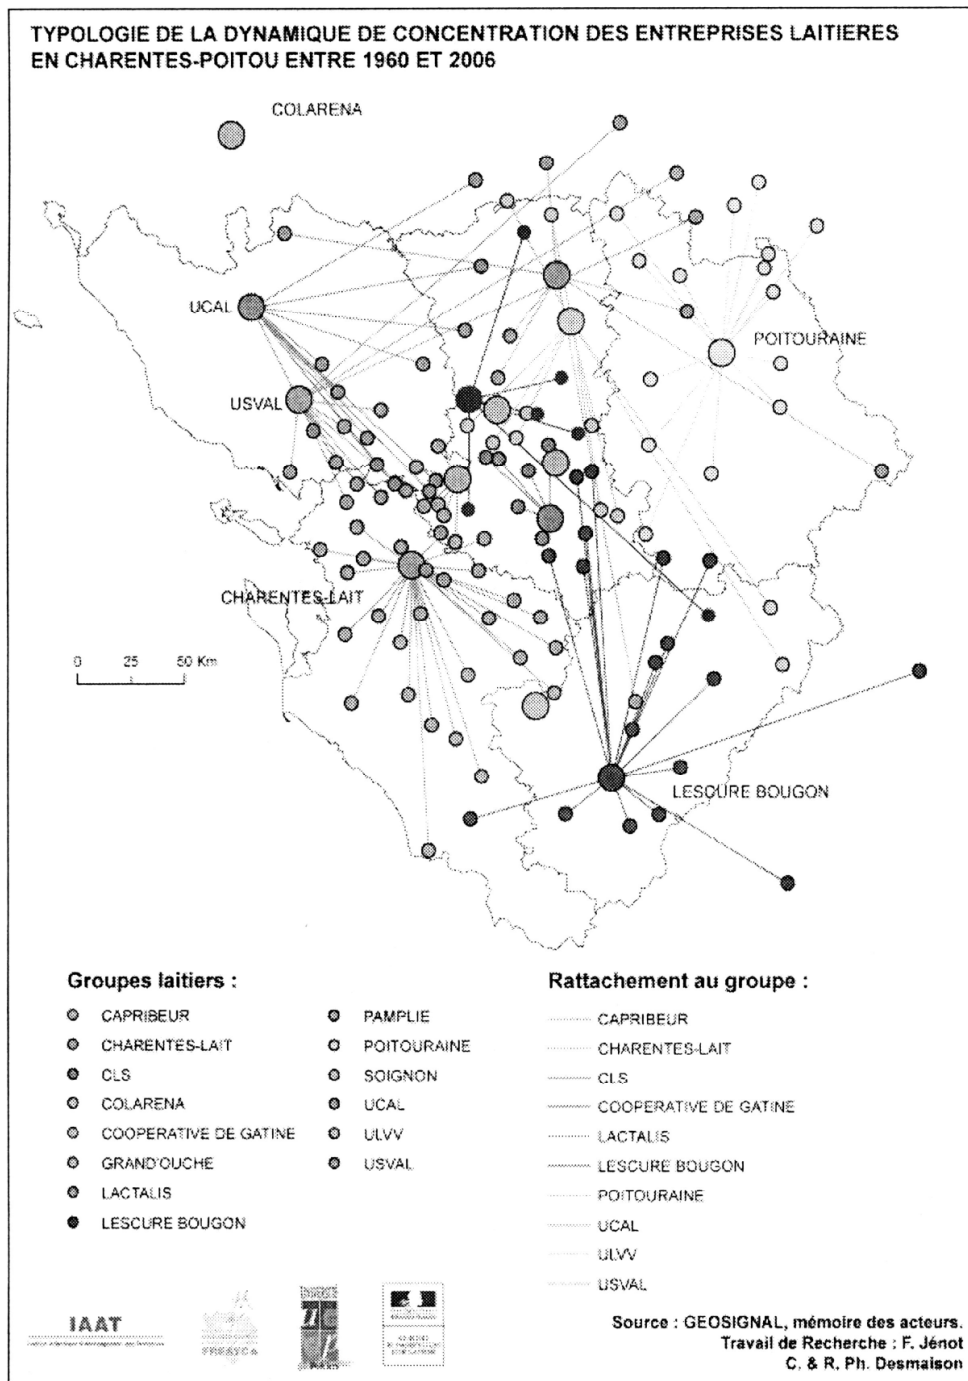 TYPOLOGIE DE LA DYNAMIQUE DE CONCENTRATION DES ENTREPRISES LAITIERES
EN CHARENTES-POITOU ENTRE 1960 ET 2006
COLARENA
UCAL
POITOURAINE
USVAL
CHARENTES-LAIT
0 25 50 Km
LESCURE BOUGON
Groupes laitiers :
CAPRIBEUR
CHARENTES-LAIT
CLS
COLARENA
COOPERATIVE DE GATINE
GRAND'OUCHE
LACTALIS
LESCURE BOUGON
PAMPLIE
POITOURAINE
SOIGNON
UCAL
ULVV
USVAL
Rattachement au groupe :
CAPRIBEUR
CHARENTES-LAIT
CLS
COOPERATIVE DE GATINE
LACTALIS
LESCURE BOUGON
POITOURAINE
UCAL
ULVV
USVAL
IAAT
Source : GEOSIGNAL, mémoire des acteurs.
Travail de Recherche : F. Jénot
C. & R. Ph. Desmaison